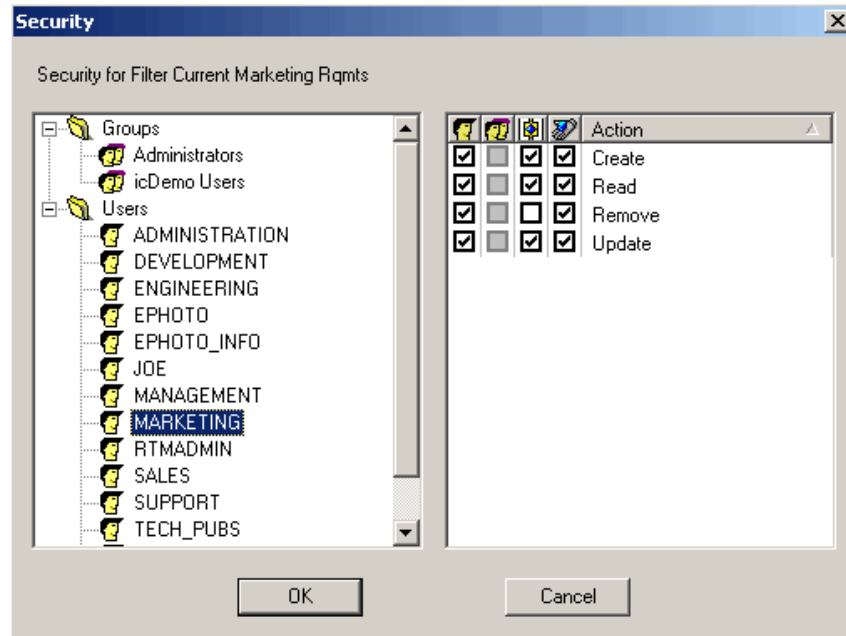 Security
Security for Filter Current Marketing Rqmts
Groups
Administrators
icDemo Users
Users
ADMINISTRATION
DEVELOPMENT
ENGINEERING
EPHOTO
EPHOTO_INFO
JOE
MANAGEMENT
MARKETING
RTMADMIN
SALES
SUPPORT
TECH_PUBS
Action
Create
Read
Remove
Update
OK
Cancel